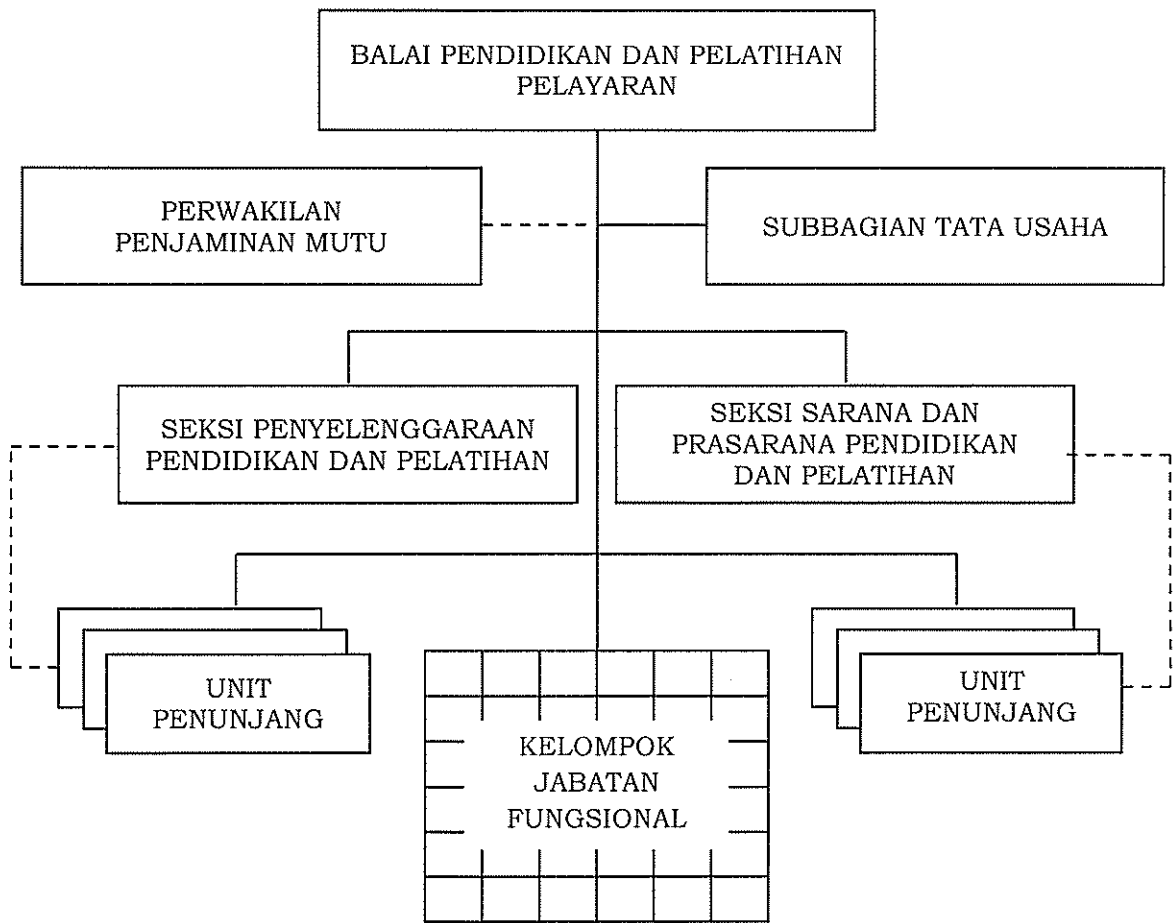 BALAI PENDIDIKAN DAN PELATIHAN
PELAYARAN
PERWAKILAN
PENJAMINAN MUTU
SUBBAGIAN TATA USAHA
SEKSI PENYELENGGARAAN
PENDIDIKAN DAN PELATIHAN
SEKSI SARANA DAN
PRASARANA PENDIDIKAN
DAN PELATIHAN
UNIT
PENUNJANG
KELOMPOK
JABATAN
FUNGSIONAL
UNIT
PENUNJANG